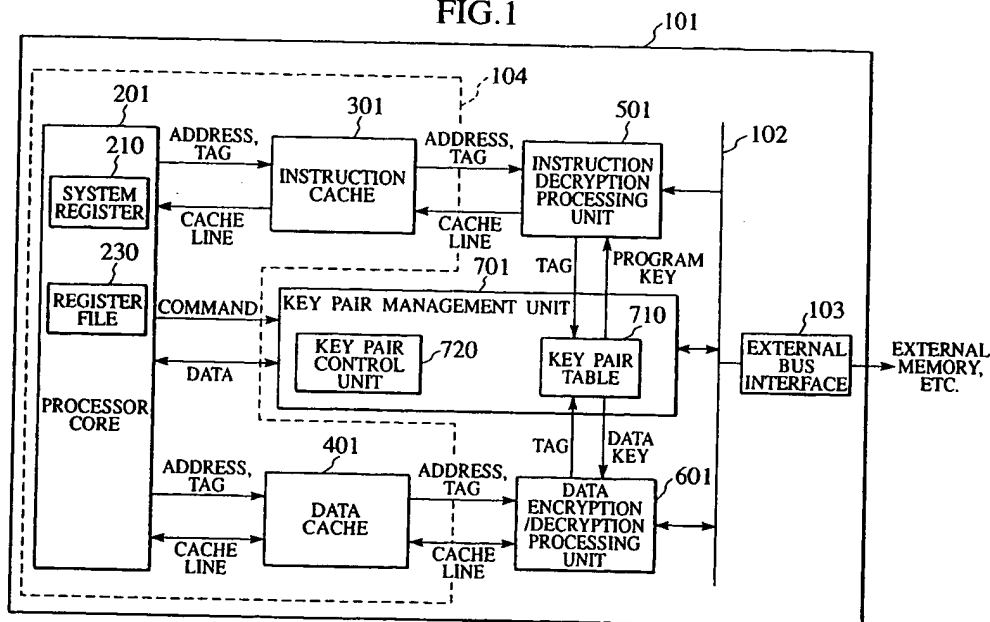 FIG.1
101
104
201
301
501
102
210
ADDRESS,
TAG
ADDRESS,
TAG
SYSTEM
REGISTER
INSTRUCTION
CACHE
INSTRUCTION
DECRYPTION
PROCESSING
UNIT
CACHE
LINE
CACHE
LINE
230
TAG
PROGRAM
KEY
701
REGISTER
FILE
COMMAND
KEY PAIR MANAGEMENT UNIT
710
103
KEY PAIR
CONTROL
UNIT
720
KEY PAIR
TABLE
EXTERNAL
BUS
INTERFACE
EXTERNAL
MEMORY,
ETC.
DATA
PROCESSOR
CORE
TAG
DATA
KEY
401
601
ADDRESS,
TAG
ADDRESS,
TAG
DATA
CACHE
DATA
ENCRYPTION
/DECRYPTION
PROCESSING
UNIT
CACHE
LINE
CACHE
LINE